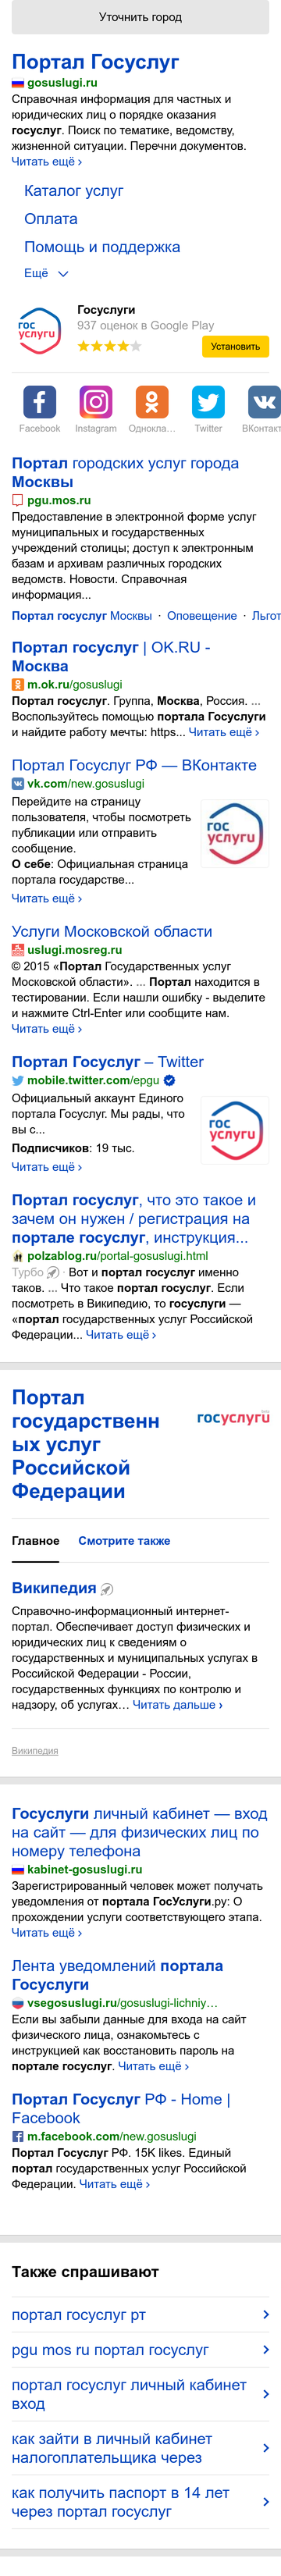 Уточнить город
Портал Госуслуг
gosuslugi.ru
Справочная информация для частных и
юридических лиц о порядке оказания
госуслуг. Поиск по тематике, ведомству,
жизненной ситуации. Перечни документов.
Читать ещё ›
Каталог услуг
Оплата
Помощь и поддержка
Ещё
Госуслуги
937 оценок в Google Play
гос
услуги
Установить
Facebook Instagram Однокла... Twitter ВКонтакт
Портал городских услуг города
Москвы
pgu.mos.ru
Предоставление в электронной форме услуг
муниципальных и государственных
учреждений столицы; доступ к электронным
базам и архивам различных городских
ведомств. Новости. Справочная
информация...
Портал госуслуг Москвы · Оповещение · Льгот
Портал госуслуг | OK.RU -
Москва
m.ok.ru/gosuslugi
Портал госуслуг. Группа, Москва, Россия. ...
Воспользуйтесь помощью портала Госуслуги
и найдите работу мечты: https... Читать ещё ›
Портал Госуслуг РФ — ВКонтакте
vk.com/new.gosuslugi
Перейдите на страницу
пользователя, чтобы посмотреть
публикации или отправить
сообщение.
О себе: Официальная страница
портала государстве...
гос
услуги
Читать ещё ›
Услуги Московской области
uslugi.mosreg.ru
© 2015 «Портал Государственных услуг
Московской области». ... Портал находится в
тестировании. Если нашли ошибку - выделите
и нажмите Ctrl-Enter или сообщите нам.
Читать ещё ›
Портал Госуслуг – Twitter
mobile.twitter.com/epgu
Официальный аккаунт Единого
портала Госуслуг. Мы рады, что
вы с...
Подписчиков: 19 тыс.
гос
услуги
Читать ещё ›
Портал госуслуг, что это такое и
зачем он нужен / регистрация на
портале госуслуг, инструкция...
polzablog.ru/portal-gosuslugi.html
Турбо · Вот и портал госуслуг именно
таков. ... Что такое портал госуслуг. Если
посмотреть в Википедию, то госуслуги —
«портал государственных услуг Российской
Федерации... Читать ещё ›
Портал
государственн
ых услуг
Российской
Федерации
госуслуги
Главное Смотрите также
Википедия
Справочно-информационный интернет-
портал. Обеспечивает доступ физических и
юридических лиц к сведениям о
государственных и муниципальных услугах в
Российской Федерации - России,
государственных функциях по контролю и
надзору, об услугах… Читать дальше ›
Википедия
Госуслуги личный кабинет — вход
на сайт — для физических лиц по
номеру телефона
kabinet-gosuslugi.ru
Зарегистрированный человек может получать
уведомления от портала ГосУслуги.ру: О
прохождении услуги соответствующего этапа.
Читать ещё ›
Лента уведомлений портала
Госуслуги
vsegosuslugi.ru/gosuslugi-lichniy…
Если вы забыли данные для входа на сайт
физического лица, ознакомьтесь с
инструкцией как восстановить пароль на
портале госуслуг. Читать ещё ›
Портал Госуслуг РФ - Home |
Facebook
m.facebook.com/new.gosuslugi
Портал Госуслуг РФ. 15K likes. Единый
портал государственных услуг Российской
Федерации. Читать ещё ›
Также спрашивают
портал госуслуг рт
pgu mos ru портал госуслуг
портал госуслуг личный кабинет
вход
как зайти в личный кабинет
налогоплательщика через
как получить паспорт в 14 лет
через портал госуслуг